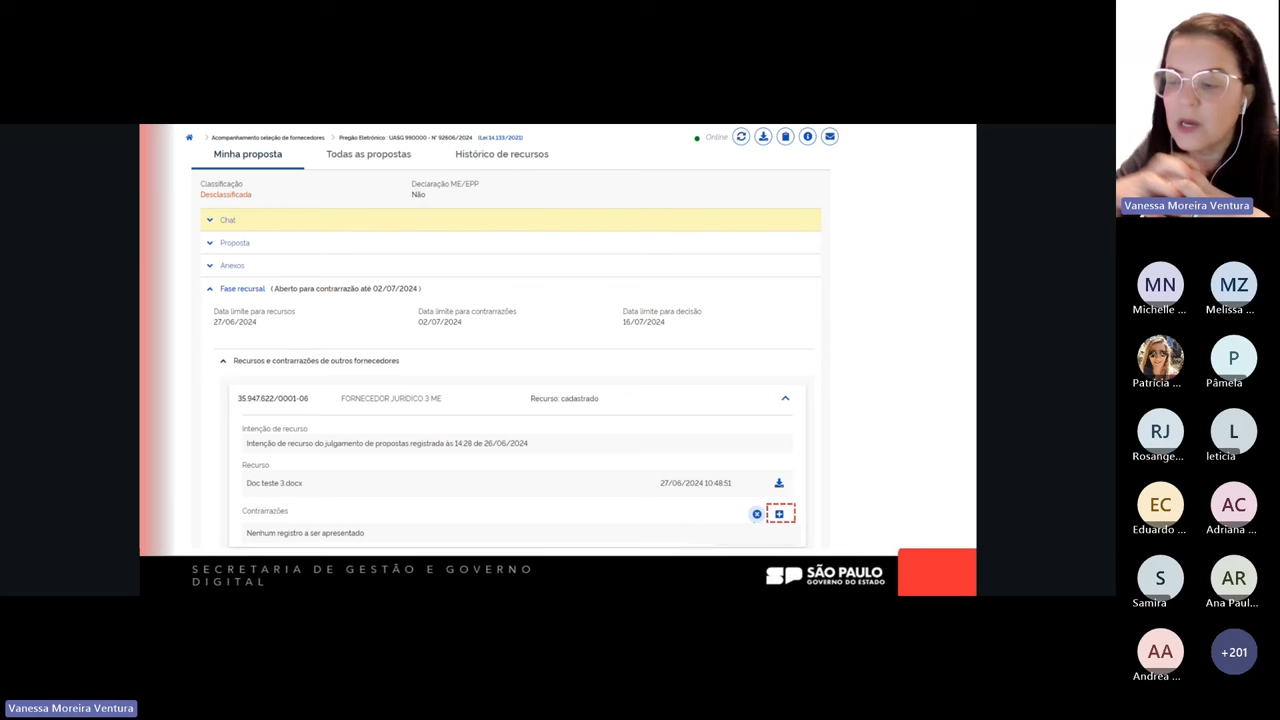 Acompanhamento seleção de fornecedores > Pregão Eletrônico : UASG 990000 - N° 92606/2024 (Lei 14.133/2021)
Online
Minha proposta
Todas as propostas
Histórico de recursos
Classificação
Declaração ME/EPP
Desclassificada
Não
Chat
Proposta
Anexos
Fase recursal ( Aberto para contrarrazão até 02/07/2024 )
Data limite para recursos
Data limite para contrarrazões
Data limite para decisão
27/06/2024
02/07/2024
16/07/2024
Recursos e contrarrazões de outros fornecedores
35.947.622/0001-06
FORNECEDOR JURIDICO 3 ME
Recurso: cadastrado
Intenção de recurso
Intenção de recurso do julgamento de propostas registrada às 14:28 de 26/06/2024
Recurso
Doc teste 3.docx
27/06/2024 10:48:51
Contrarrazões
Nenhum registro a ser apresentado
SECRETARIA DE GESTÃO E GOVERNO
DIGITAL
SÃO PAULO
GOVERNO DO ESTADO
Vanessa Moreira Ventura
MN
MZ
Michelle ...
Melissa ...
P
Patrícia ...
Pâmela
RJ
L
Rosange...
leticia
EC
AC
Eduardo ...
Adriana ...
S
AR
Samira
Ana Paul...
AA
+201
Andrea ...
Vanessa Moreira Ventura